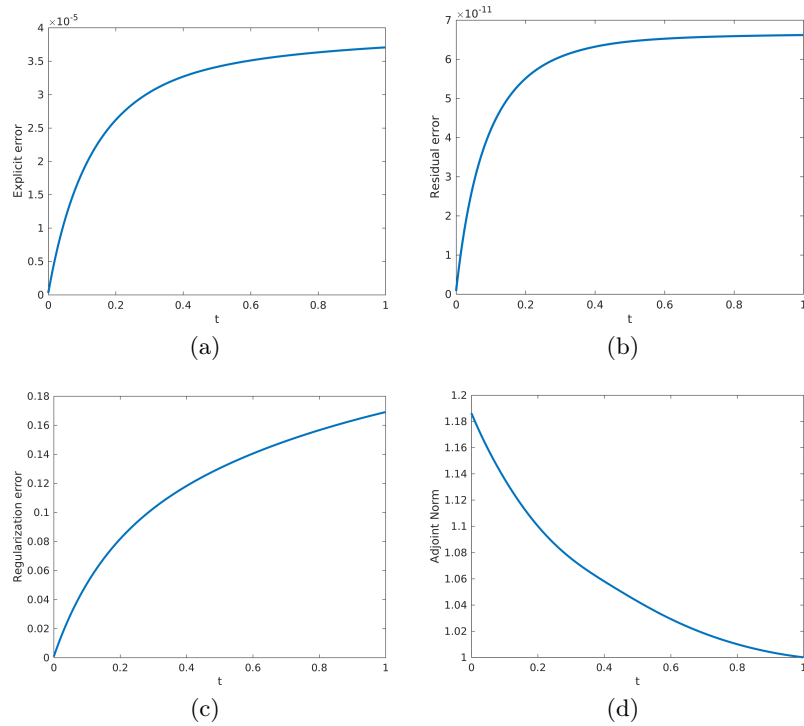 ×10⁻⁵
4
3.5
3
2.5
2
1.5
1
0.5
0
Explicit error
0 0.2 0.4 0.6 0.8 1
t
(a)
×10⁻¹¹
7
6
5
4
3
2
1
0
Residual error
0 0.2 0.4 0.6 0.8 1
t
(b)
0.18
0.16
0.14
0.12
0.1
0.08
0.06
0.04
0.02
0
Regularization error
0 0.2 0.4 0.6 0.8 1
t
(c)
1.2
1.18
1.16
1.14
1.12
1.1
1.08
1.06
1.04
1.02
1
Adjoint Norm
0 0.2 0.4 0.6 0.8 1
t
(d)